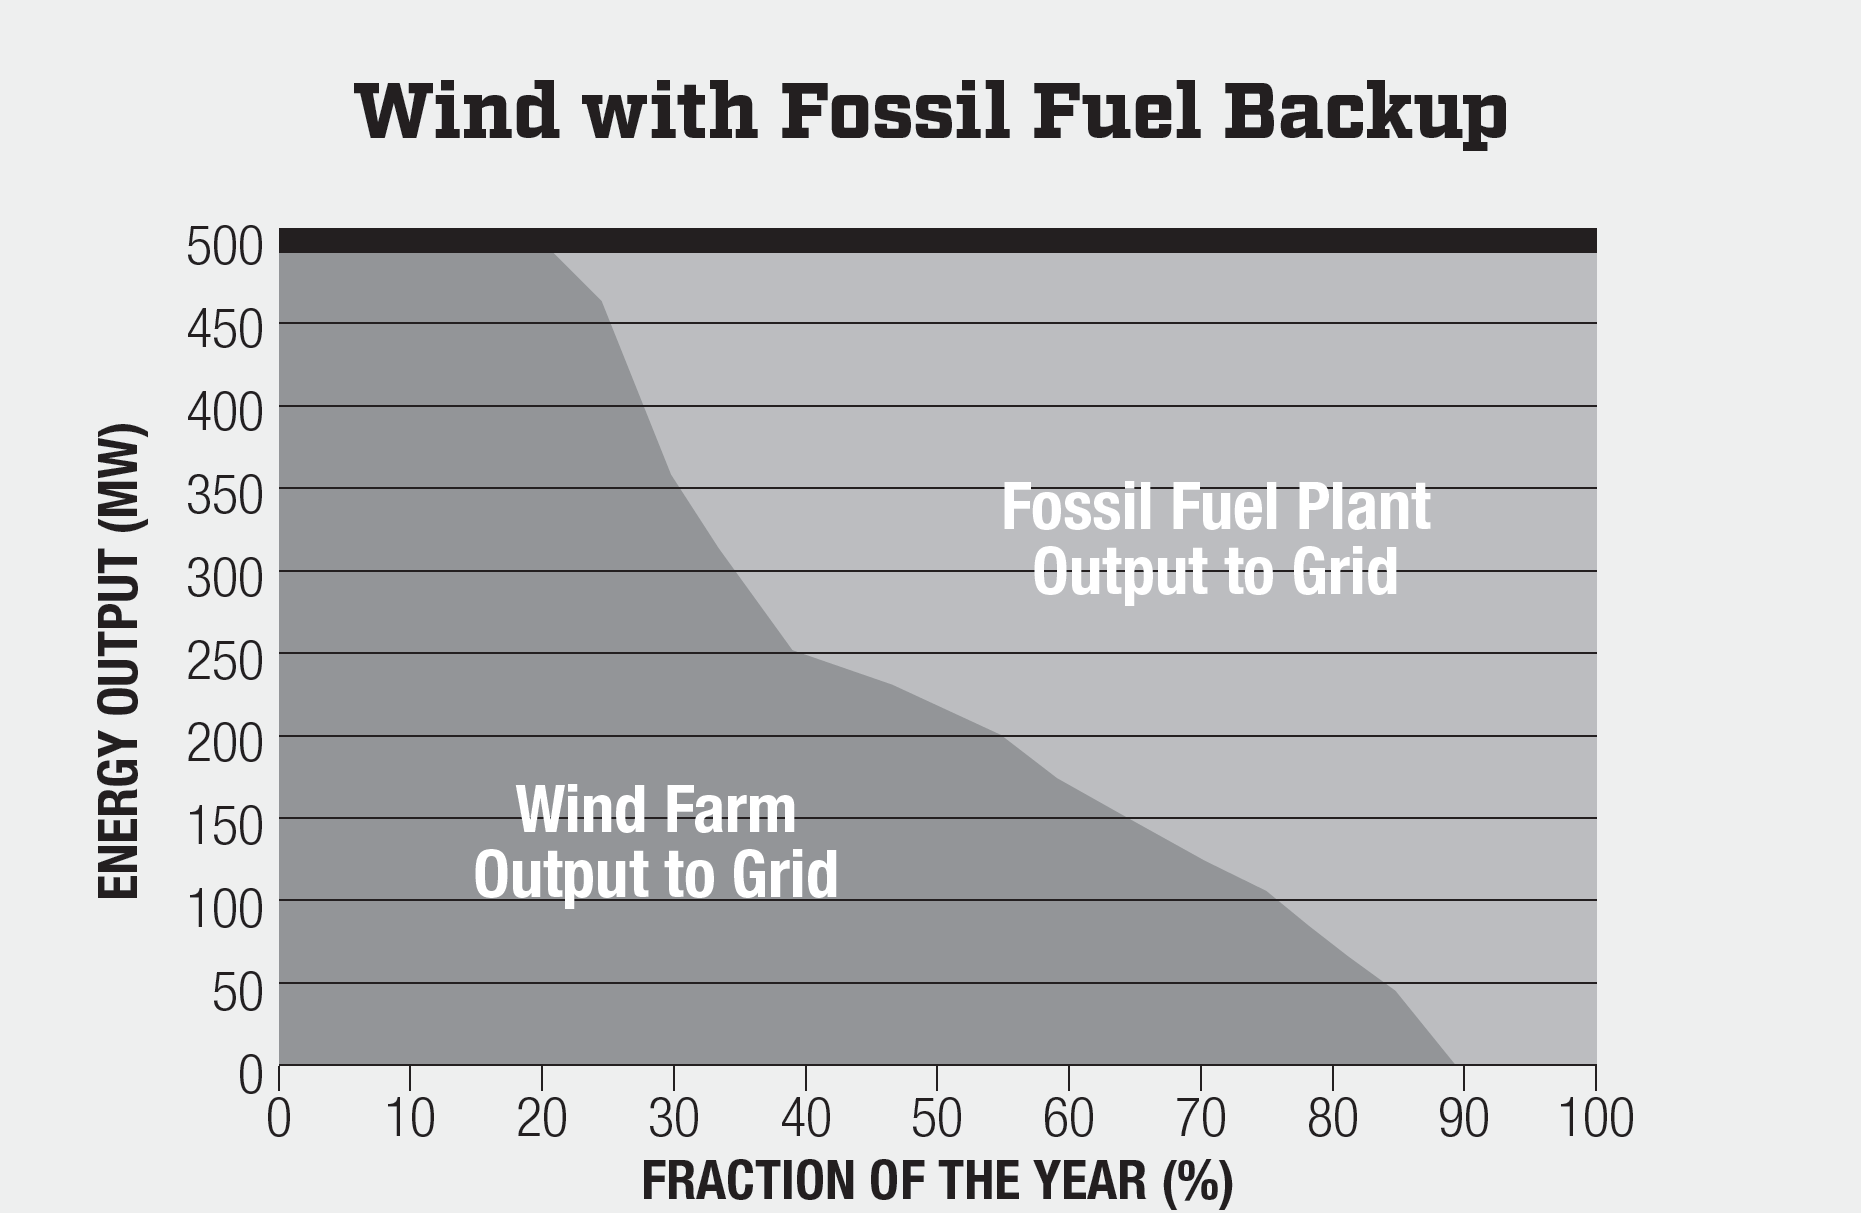 Wind with Fossil Fuel Backup
500
450
400
350
300
250
200
150
100
50
0
ENERGY OUTPUT (MW)
Fossil Fuel Plant
Output to Grid
Wind Farm
Output to Grid
0 10 20 30 40 50 60 70 80 90 100
FRACTION OF THE YEAR (%)